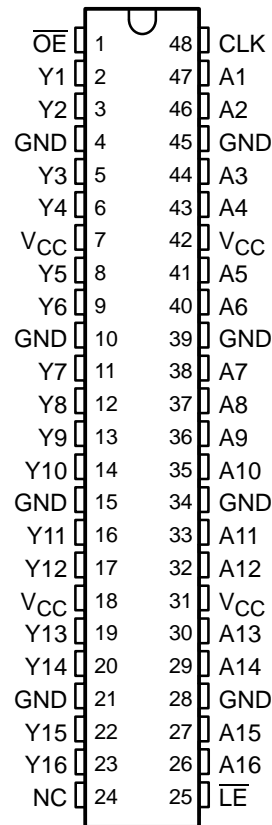 OE 1 48 CLK
Y1 2 47 A1
Y2 3 46 A2
GND 4 45 GND
Y3 5 44 A3
Y4 6 43 A4
VCC 7 42 VCC
Y5 8 41 A5
Y6 9 40 A6
GND 10 39 GND
Y7 11 38 A7
Y8 12 37 A8
Y9 13 36 A9
Y10 14 35 A10
GND 15 34 GND
Y11 16 33 A11
Y12 17 32 A12
VCC 18 31 VCC
Y13 19 30 A13
Y14 20 29 A14
GND 21 28 GND
Y15 22 27 A15
Y16 23 26 A16
NC 24 25 LE